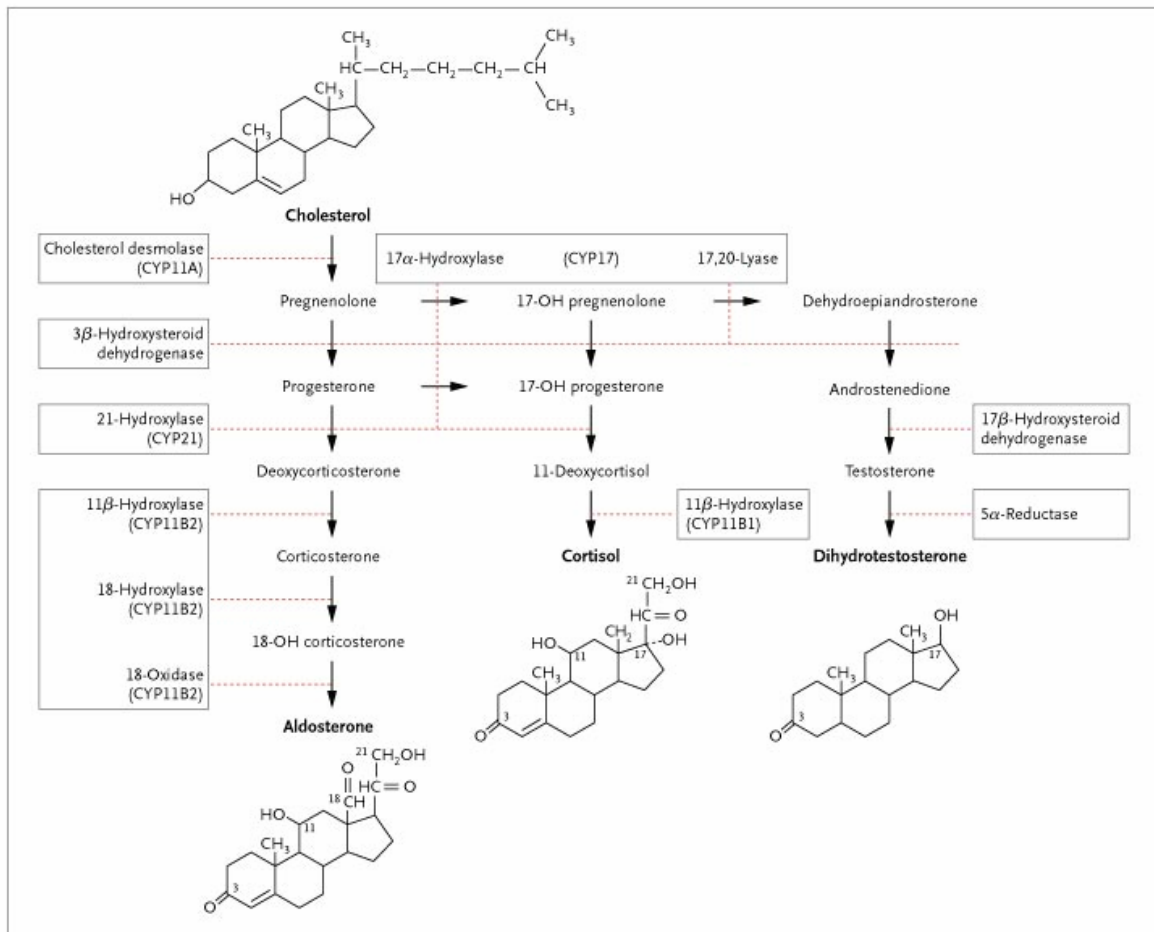 CH₃
CH₃
HC—CH₂—CH₂—CH₂—CH
CH₃
CH₃
CH₃
HO
Cholesterol
Cholesterol desmolase
(CYP11A)
17α-Hydroxylase (CYP17) 17,20-Lyase
Pregnenolone 17-OH pregnenolone Dehydroepiandrosterone
3β-Hydroxysteroid
dehydrogenase
Progesterone 17-OH progesterone Androstenedione
21-Hydroxylase
(CYP21)
17β-Hydroxysteroid
dehydrogenase
Deoxycorticosterone 11-Deoxycortisol Testosterone
11β-Hydroxylase
(CYP11B2)
11β-Hydroxylase
(CYP11B1)
5α-Reductase
Corticosterone Cortisol Dihydrotestosterone
18-Hydroxylase
(CYP11B2)
18-OH corticosterone
18-Oxidase
(CYP11B2)
Aldosterone
21 CH₂OH
HC=O
CH₂
HO
OH
11
17
CH₃
3
O
OH
CH₃
17
CH₃
3
O
21 CH₂OH
O
HC=O
18 CH
HO
11
CH₃
3
O